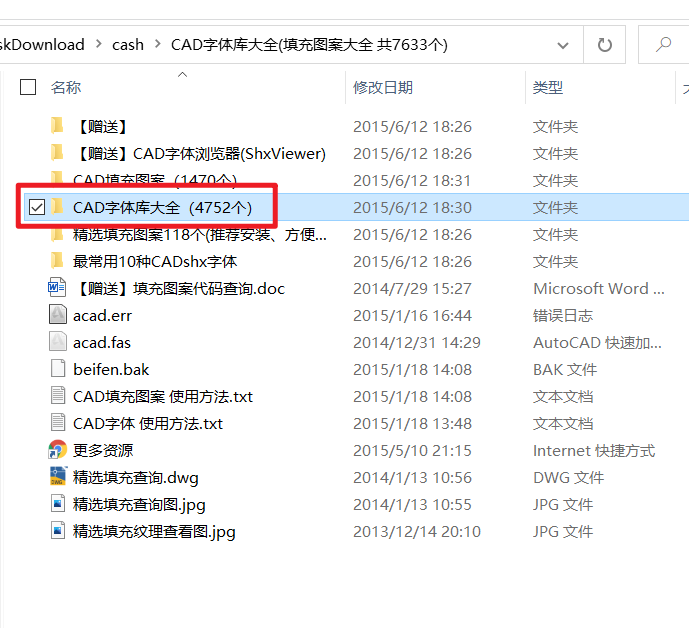 skDownload > cash > CAD字体库大全(填充图案大全 共7633个)
名称 修改日期 类型
【赠送】 2015/6/12 18:26 文件夹
【赠送】CAD字体浏览器(ShxViewer) 2015/6/12 18:26 文件夹
CAD填充图案（1470个） 2015/6/12 18:31 文件夹
CAD字体库大全（4752个） 2015/6/12 18:30 文件夹
精选填充图案118个(推荐安装、方便... 2015/6/12 18:26 文件夹
最常用10种CADshx字体 2015/6/12 18:26 文件夹
【赠送】填充图案代码查询.doc 2014/7/29 15:27 Microsoft Word ...
acad.err 2015/1/16 16:44 错误日志
acad.fas 2014/12/31 14:29 AutoCAD 快速加...
beifen.bak 2015/1/18 14:08 BAK 文件
CAD填充图案 使用方法.txt 2015/1/18 14:08 文本文档
CAD字体 使用方法.txt 2015/1/18 13:48 文本文档
更多资源 2015/5/10 21:15 Internet 快捷方式
精选填充查询.dwg 2014/1/13 10:56 DWG 文件
精选填充查询图.jpg 2014/1/13 10:55 JPG 文件
精选填充纹理查看图.jpg 2013/12/14 20:10 JPG 文件